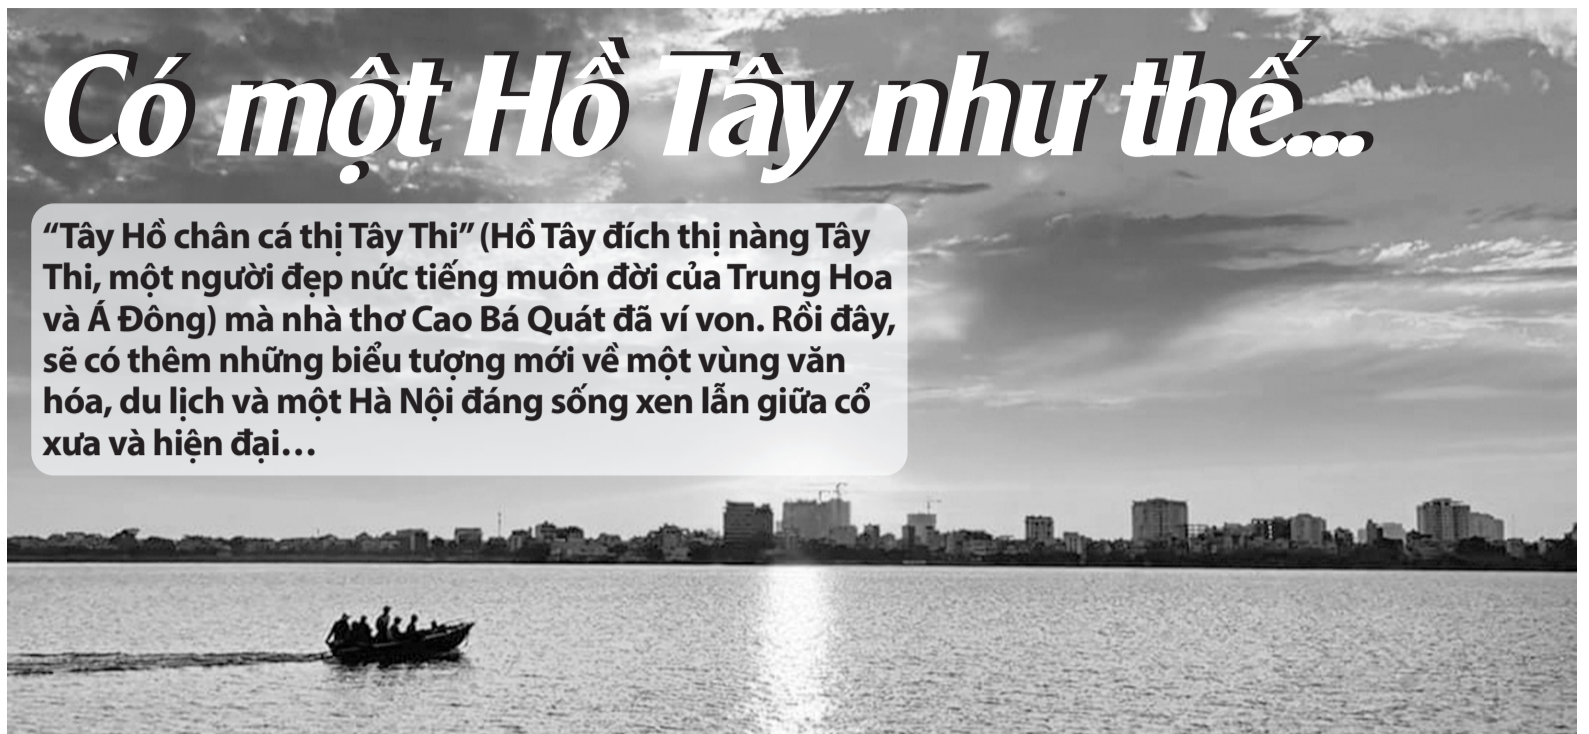 Có một Hồ Tây như thế...
“Tây Hồ chân cá thị Tây Thi” (Hồ Tây đích thị nàng Tây
Thi, một người đẹp nức tiếng muôn đời của Trung Hoa
và Á Đông) mà nhà thơ Cao Bá Quát đã ví von. Rồi đây,
sẽ có thêm những biểu tượng mới về một vùng văn
hóa, du lịch và một Hà Nội đáng sống xen lẫn giữa cổ
xưa và hiện đại…